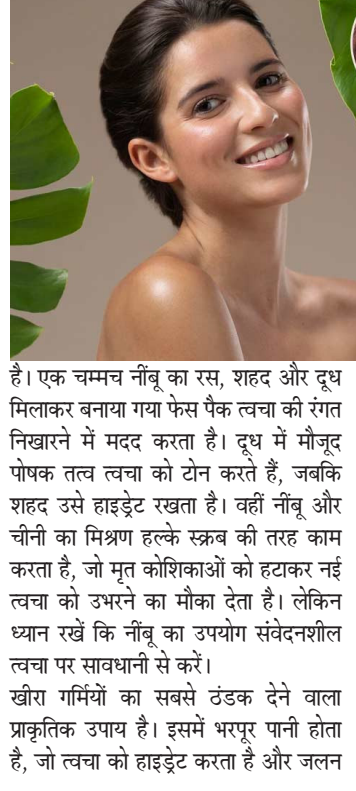 है। एक चम्मच नींबू का रस, शहद और दूध
मिलाकर बनाया गया फेस पैक त्वचा की रंगत
निखारने में मदद करता है। दूध में मौजूद
पोषक तत्व त्वचा को टोन करते हैं, जबकि
शहद उसे हाइड्रेट रखता है। वहीं नींबू और
चीनी का मिश्रण हल्के स्क्रब की तरह काम
करता है, जो मृत कोशिकाओं को हटाकर नई
त्वचा को उभरने का मौका देता है। लेकिन
ध्यान रखें कि नींबू का उपयोग संवेदनशील
त्वचा पर सावधानी से करें।
खीरा गर्मियों का सबसे ठंडक देने वाला
प्राकृतिक उपाय है। इसमें भरपूर पानी होता
है, जो त्वचा को हाइड्रेट करता है और जलन